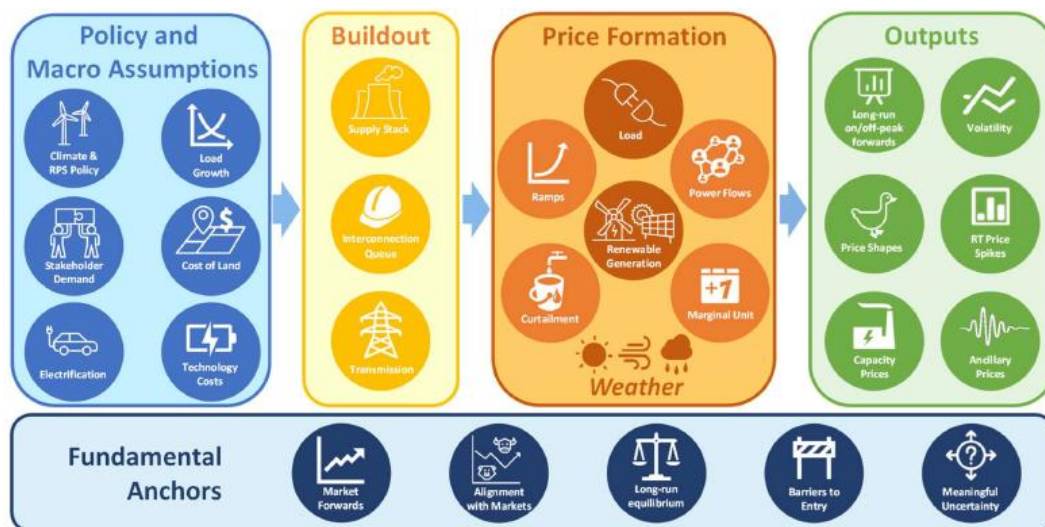 Policy and
Macro Assumptions
Climate &
RPS Policy
Load
Growth
Stakeholder
Demand
$
Cost of Land
Electrification
Technology
Costs
Buildout
Supply Stack
Interconnection
Queue
Transmission
Price Formation
Load
Ramps
Power Flows
Renewable
Generation
Curtailment
+1
Marginal Unit
Weather
Outputs
Long-run
on/off-peak
forwards
Volatility
Price Shapes
RT Price
Spikes
Capacity
Prices
Ancillary
Prices
Fundamental
Anchors
Market
Forwards
Alignment
with Markets
Long-run
equilibrium
Barriers to
Entry
?
Meaningful
Uncertainty